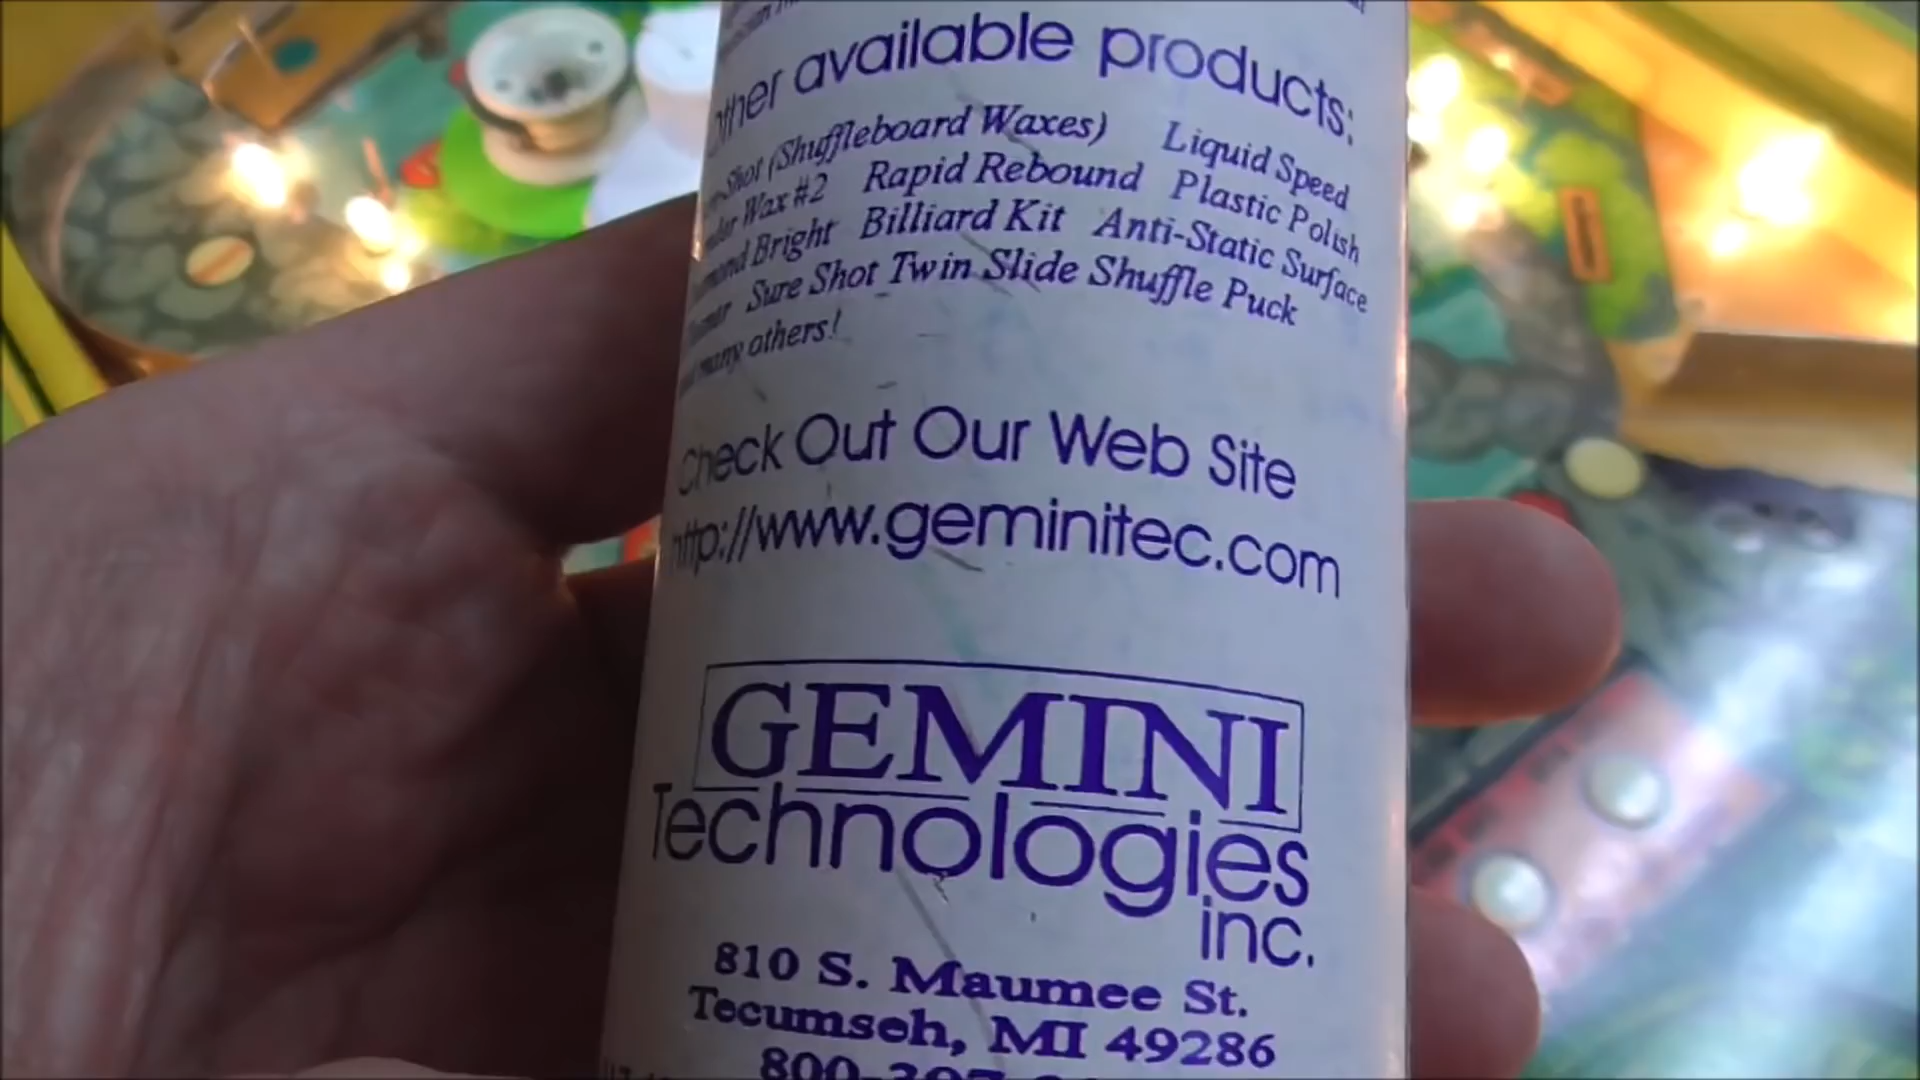 other available products:
Shot (Shuffleboard Waxes) Liquid Speed
Wax #2 Rapid Rebound Plastic Polish
Bright Billiard Kit Anti-Static Surface
Sure Shot Twin Slide Shuffle Puck
many others!
Check Out Our Web Site
http://www.geminitec.com
GEMINI
Technologies
inc.
810 S. Maumee St.
Tecumseh, MI 49286